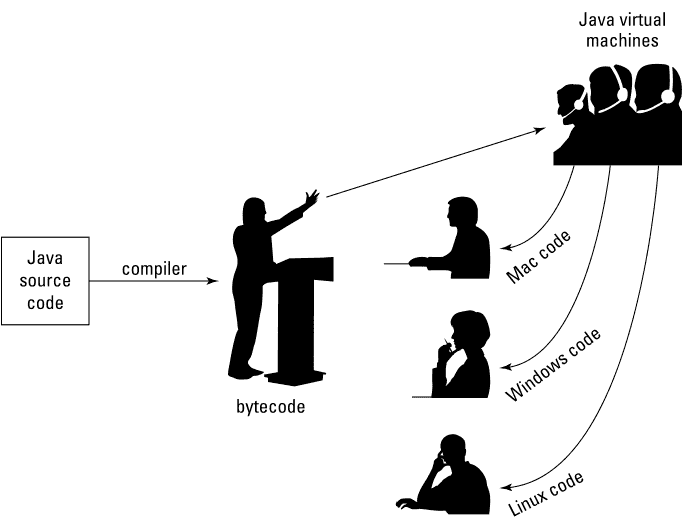 Java virtual
machines
Java
source
code
compiler
bytecode
Mac code
Windows code
Linux code